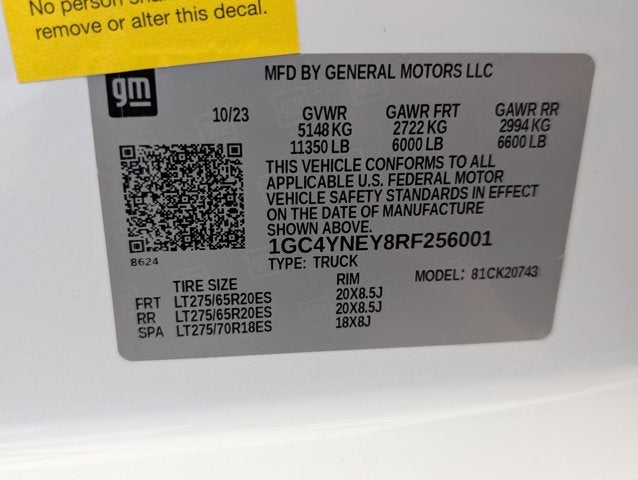 No person
remove or alter this decal.
gm
MFD BY GENERAL MOTORS LLC
10/23 GVWR GAWR FRT GAWR RR
5148 KG 2722 KG 2994 KG
11350 LB 6000 LB 6600 LB
THIS VEHICLE CONFORMS TO ALL
APPLICABLE U.S. FEDERAL MOTOR
VEHICLE SAFETY STANDARDS IN EFFECT
ON THE DATE OF MANUFACTURE
SHOWN ABOVE.
1GC4YNEY8RF256001
8624
TYPE: TRUCK MODEL: 81CK20743
TIRE SIZE RIM
FRT LT275/65R20ES 20X8.5J
RR LT275/65R20ES 20X8.5J
SPA LT275/70R18ES 18X8J